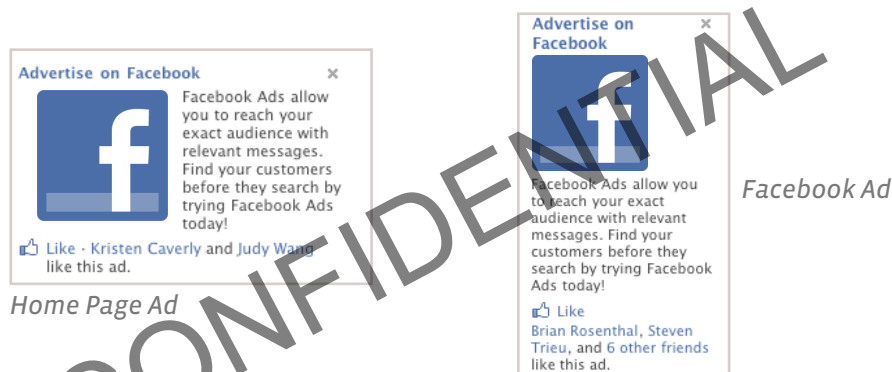 Advertise on Facebook ×
Facebook Ads allow
you to reach your
exact audience with
relevant messages.
Find your customers
before they search by
trying Facebook Ads
today!
Like · Kristen Caverly and Judy Wang
like this ad.
Home Page Ad
Advertise on ×
Facebook
Facebook Ads allow you
to reach your exact
audience with relevant
messages. Find your
customers before they
search by trying Facebook
Ads today!
Like
Brian Rosenthal, Steven
Trieu, and 6 other friends
like this ad.
Facebook Ad
CONFIDENTIAL